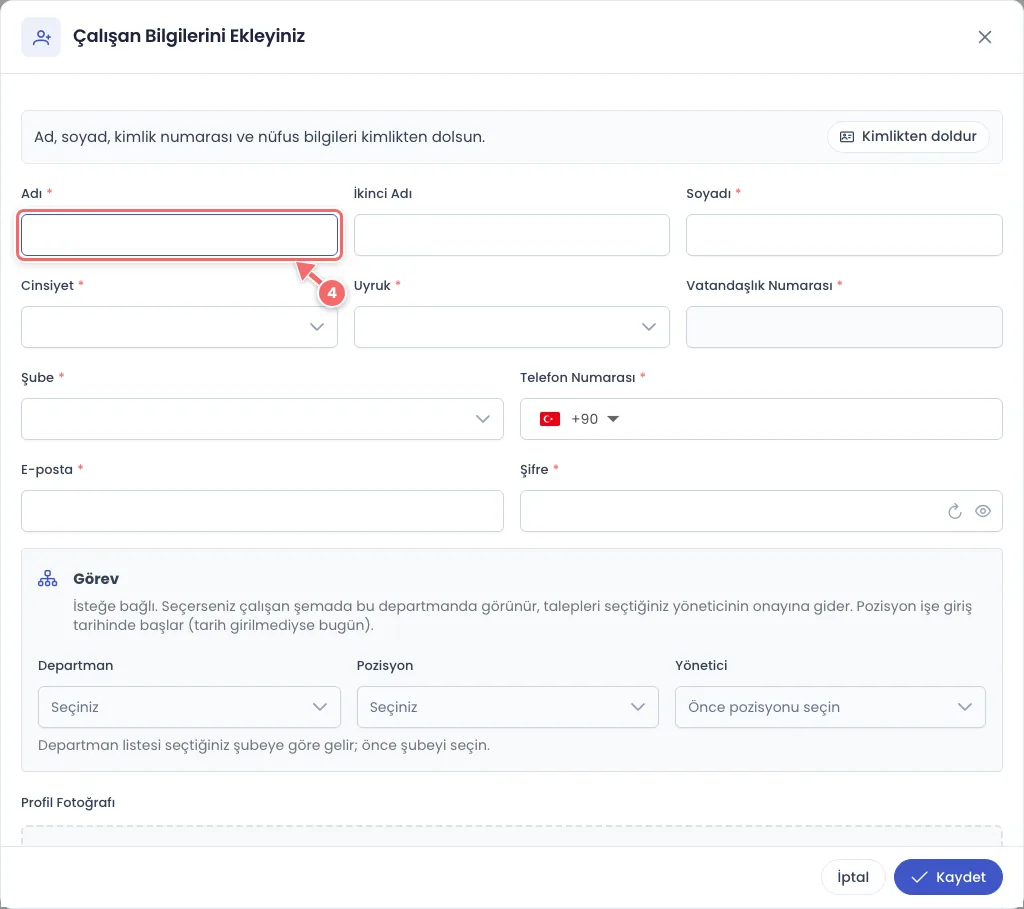 Çalışan Bilgilerini Ekleyiniz
Ad, soyad, kimlik numarası ve nüfus bilgileri kimlikten dolsun.
Kimlikten doldur
Adı *
İkinci Adı
Soyadı *
4
Cinsiyet *
Uyruk *
Vatandaşlık Numarası *
Şube *
Telefon Numarası *
+90
E-posta *
Şifre *
Görev
İsteğe bağlı. Seçerseniz çalışan şemada bu departmanda görünür, talepleri seçtiğiniz yöneticinin onayına gider. Pozisyon işe giriş
tarihinde başlar (tarih girilmediyse bugün).
Departman
Pozisyon
Yönetici
Seçiniz
Seçiniz
Önce pozisyonu seçin
Departman listesi seçtiğiniz şubeye göre gelir; önce şubeyi seçin.
Profil Fotoğrafı
İptal
Kaydet